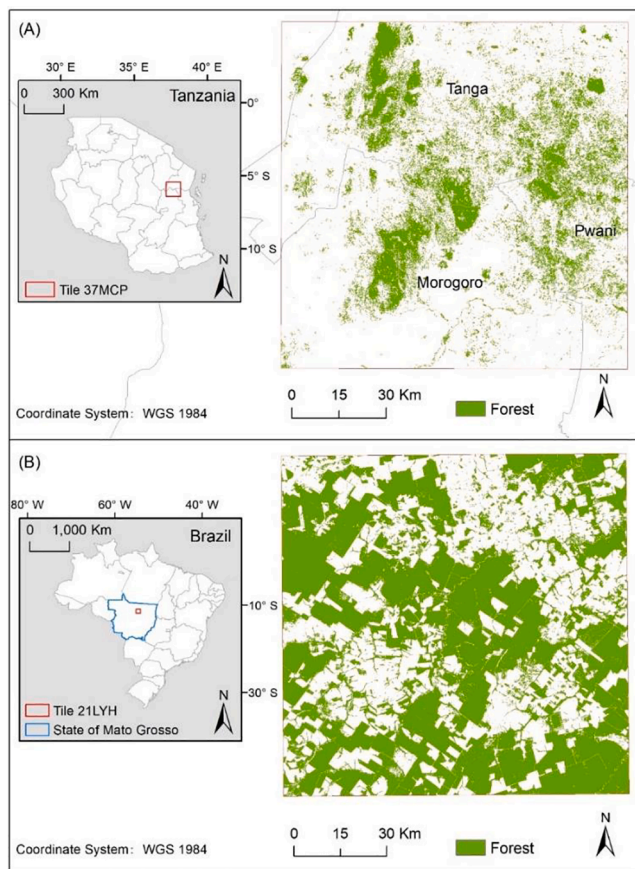 (A)
30° E 35° E 40° E
0 300 Km
Tanzania
0°
5° S
10° S
N
Tile 37MCP
Coordinate System: WGS 1984
Tanga
Pwani
Morogoro
0 15 30 Km
Forest
N
(B)
80° W 60° W 40° W
0 1,000 Km
Brazil
10° S
30° S
N
Tile 21LYH
State of Mato Grosso
Coordinate System: WGS 1984
0 15 30 Km
Forest
N